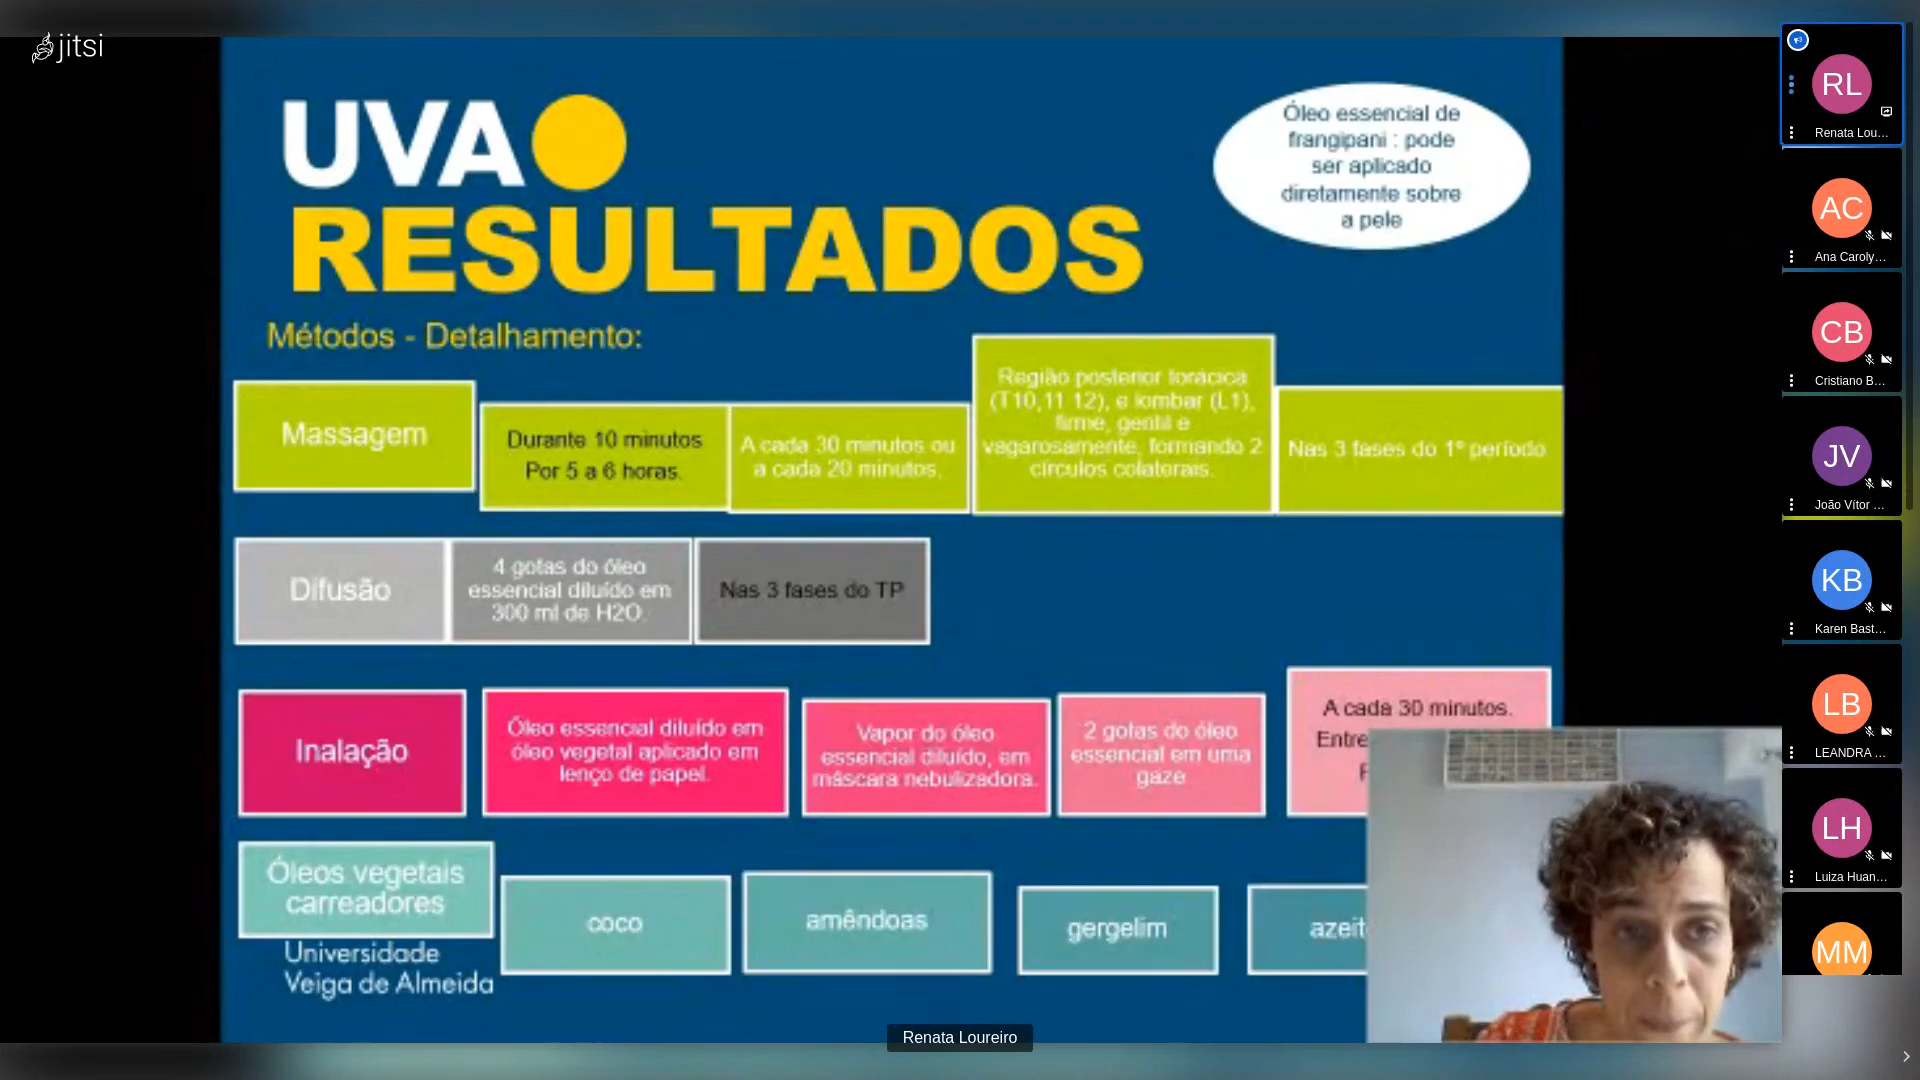 jitsi
UVA
RESULTADOS
Óleo essencial de
frangipani : pode
ser aplicado
diretamente sobre
a pele
Métodos - Detalhamento:
Massagem
Durante 10 minutos
Por 5 a 6 horas.
A cada 30 minutos ou
a cada 20 minutos.
Região posterior torácica
(T10,11 12), e lombar (L1),
firme, gentil e
vagarosamente, formando 2
círculos colaterais.
Nas 3 fases do 1º período
Difusão
4 gotas do óleo
essencial diluído em
300 ml de H2O.
Nas 3 fases do TP
Inalação
Óleo essencial diluído em
óleo vegetal aplicado em
lenço de papel.
Vapor do óleo
essencial diluído, em
máscara nebulizadora.
2 gotas do óleo
essencial em uma
gaze
A cada 30 minutos.
Entre
Óleos vegetais
carreadores
coco
amêndoas
gergelim
azeit
Universidade
Veiga de Almeida
Renata Loureiro
RL
Renata Lou...
AC
Ana Caroly...
CB
Cristiano B...
JV
João Vítor ...
KB
Karen Bast...
LB
LEANDRA ...
LH
Luiza Huan...
MM